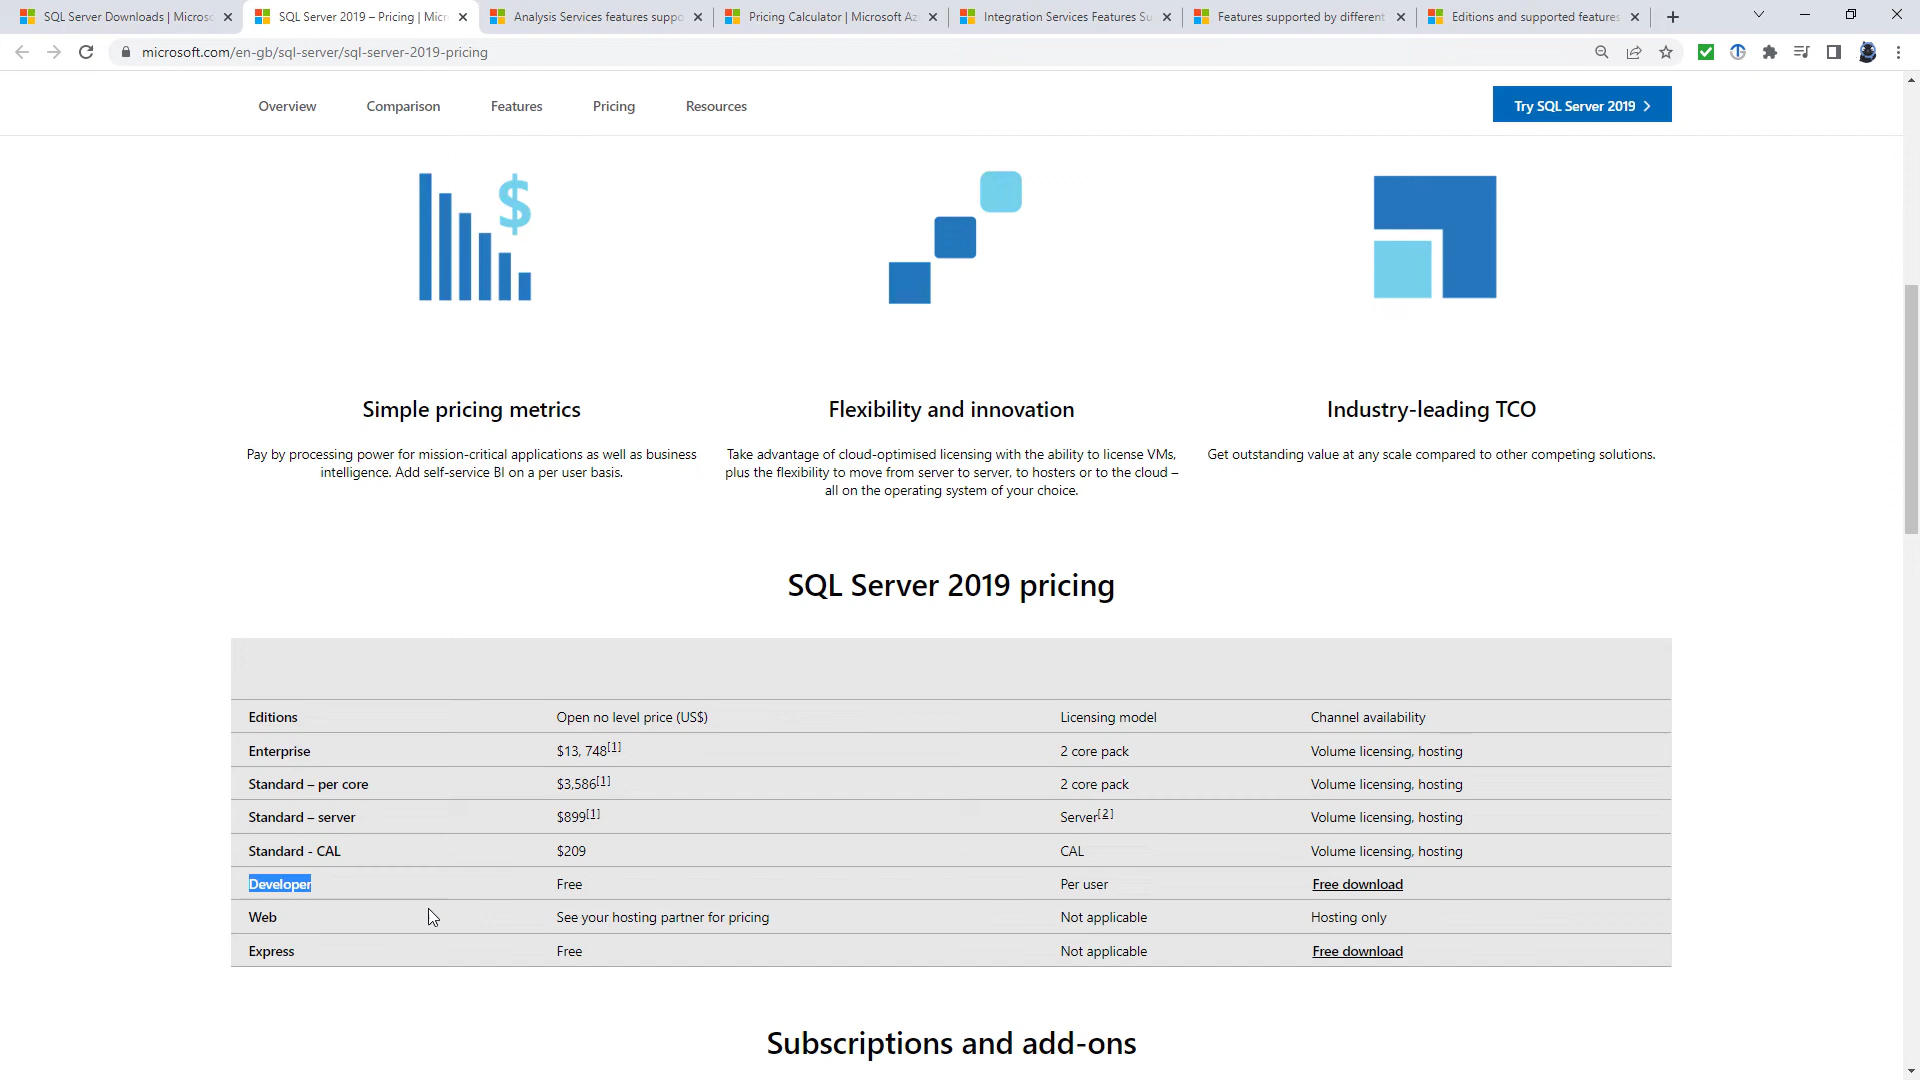 SQL Server Downloads | Microso
SQL Server 2019 – Pricing | Micr
Analysis Services features suppo
Pricing Calculator | Microsoft Az
Integration Services Features Su
Features supported by different
Editions and supported features
microsoft.com/en-gb/sql-server/sql-server-2019-pricing
Overview Comparison Features Pricing Resources
Try SQL Server 2019
$
Simple pricing metrics
Pay by processing power for mission-critical applications as well as business
intelligence. Add self-service BI on a per user basis.
Flexibility and innovation
Take advantage of cloud-optimised licensing with the ability to license VMs,
plus the flexibility to move from server to server, to hosters or to the cloud –
all on the operating system of your choice.
Industry-leading TCO
Get outstanding value at any scale compared to other competing solutions.
SQL Server 2019 pricing
Editions Open no level price (US$) Licensing model Channel availability
Enterprise $13, 748[1] 2 core pack Volume licensing, hosting
Standard – per core $3,586[1] 2 core pack Volume licensing, hosting
Standard – server $899[1] Server[2] Volume licensing, hosting
Standard - CAL $209 CAL Volume licensing, hosting
Developer Free Per user Free download
Web See your hosting partner for pricing Not applicable Hosting only
Express Free Not applicable Free download
Subscriptions and add-ons